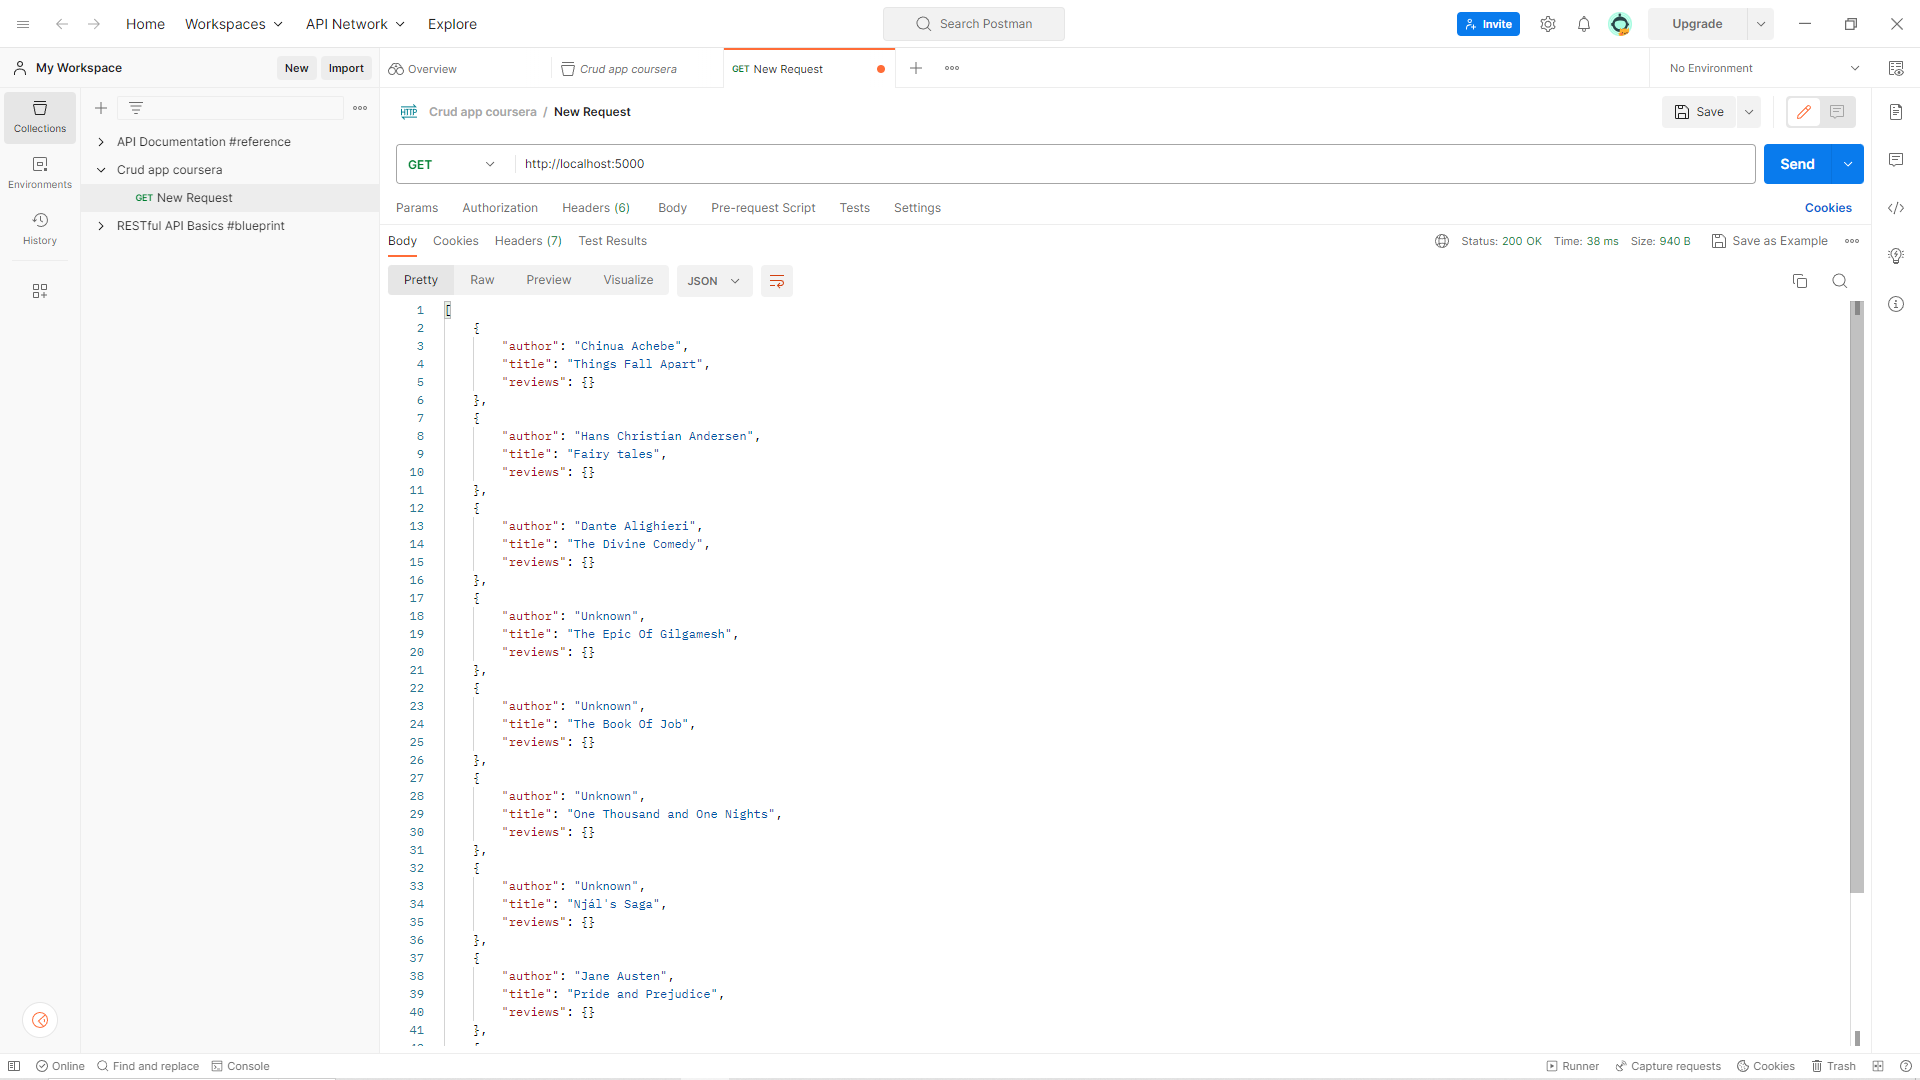 Home Workspaces API Network Explore Search Postman Invite Upgrade
My Workspace New Import Overview Crud app coursera GET New Request No Environment
Collections
Environments
History
API Documentation #reference
Crud app coursera
GET New Request
RESTful API Basics #blueprint
HTTP Crud app coursera / New Request Save
GET http://localhost:5000 Send
Params Authorization Headers (6) Body Pre-request Script Tests Settings Cookies
Body Cookies Headers (7) Test Results Status: 200 OK Time: 38 ms Size: 940 B Save as Example
Pretty Raw Preview Visualize JSON
1 [
2 {
3 "author": "Chinua Achebe",
4 "title": "Things Fall Apart",
5 "reviews": {}
6 },
7 {
8 "author": "Hans Christian Andersen",
9 "title": "Fairy tales",
10 "reviews": {}
11 },
12 {
13 "author": "Dante Alighieri",
14 "title": "The Divine Comedy",
15 "reviews": {}
16 },
17 {
18 "author": "Unknown",
19 "title": "The Epic Of Gilgamesh",
20 "reviews": {}
21 },
22 {
23 "author": "Unknown",
24 "title": "The Book Of Job",
25 "reviews": {}
26 },
27 {
28 "author": "Unknown",
29 "title": "One Thousand and One Nights",
30 "reviews": {}
31 },
32 {
33 "author": "Unknown",
34 "title": "Njál's Saga",
35 "reviews": {}
36 },
37 {
38 "author": "Jane Austen",
39 "title": "Pride and Prejudice",
40 "reviews": {}
41 },
Online Find and replace Console Runner Capture requests Cookies Trash